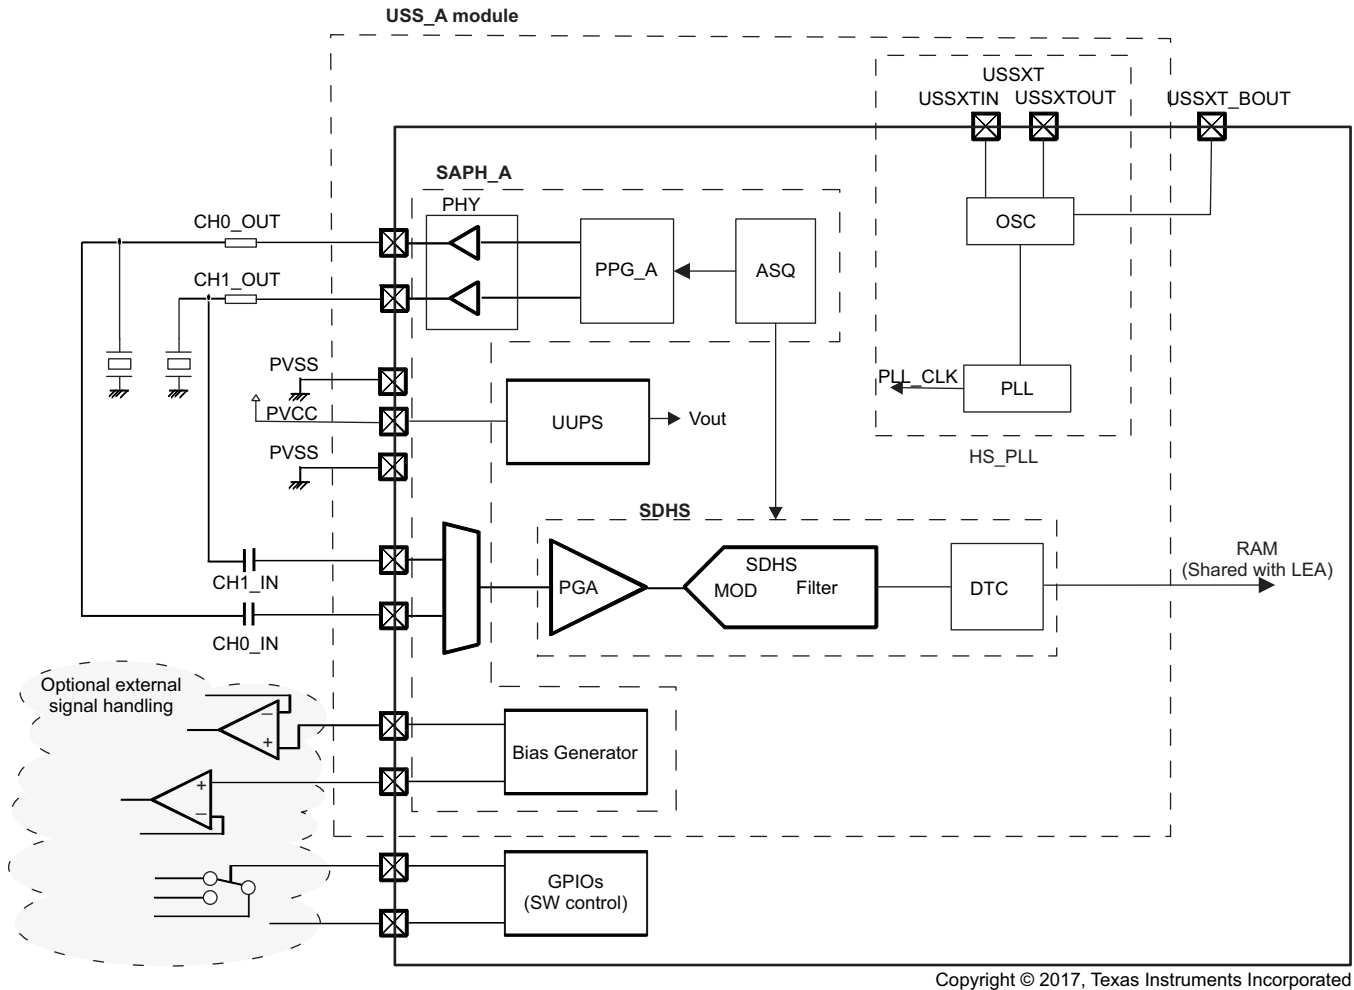 USS_A module
USSXT
USSXTIN
USSXTOUT
USSXT_BOUT
SAPH_A
PHY
CH0_OUT
OSC
PPG_A
ASQ
CH1_OUT
PVSS
PLL_CLK
PLL
PVCC
UUPS
Vout
PVSS
HS_PLL
SDHS
RAM
(Shared with LEA)
SDHS
PGA
MOD
Filter
DTC
CH1_IN
CH0_IN
Optional external
signal handling
−
+
Bias Generator
+
−
GPIOs
(SW control)
Copyright © 2017, Texas Instruments Incorporated